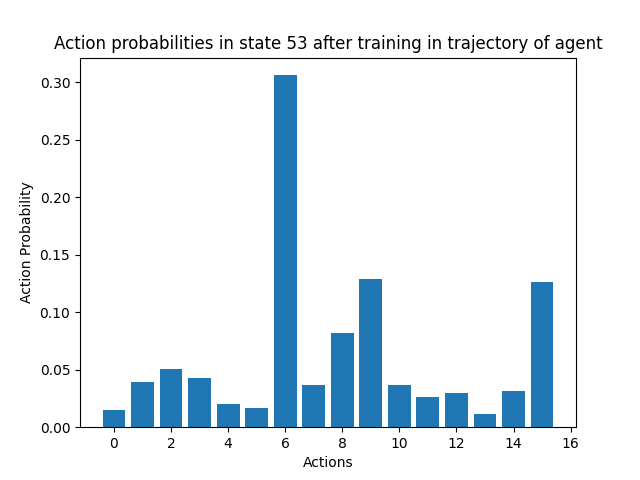 Action probabilities in state 53 after training in trajectory of agent
0.30
0.25
0.20
0.15
0.10
0.05
0.00
Action Probability
0 2 4 6 8 10 12 14 16
Actions